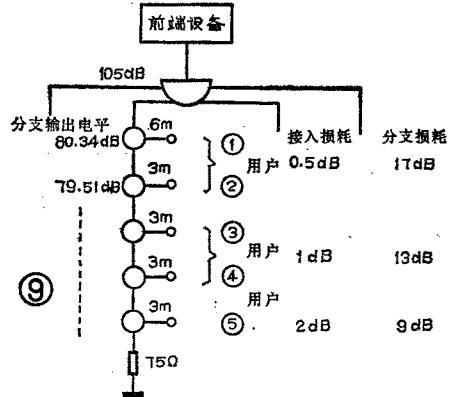 前端设备
105dB
分支输出电平
80.34dB
6m
①
用户
接入损耗
0.5dB
分支损耗
17dB
79.51dB
3m
②
3m
③
用户
1dB
13dB
3m
④
用户
3m
⑤
2dB
9dB
⑨
75Ω